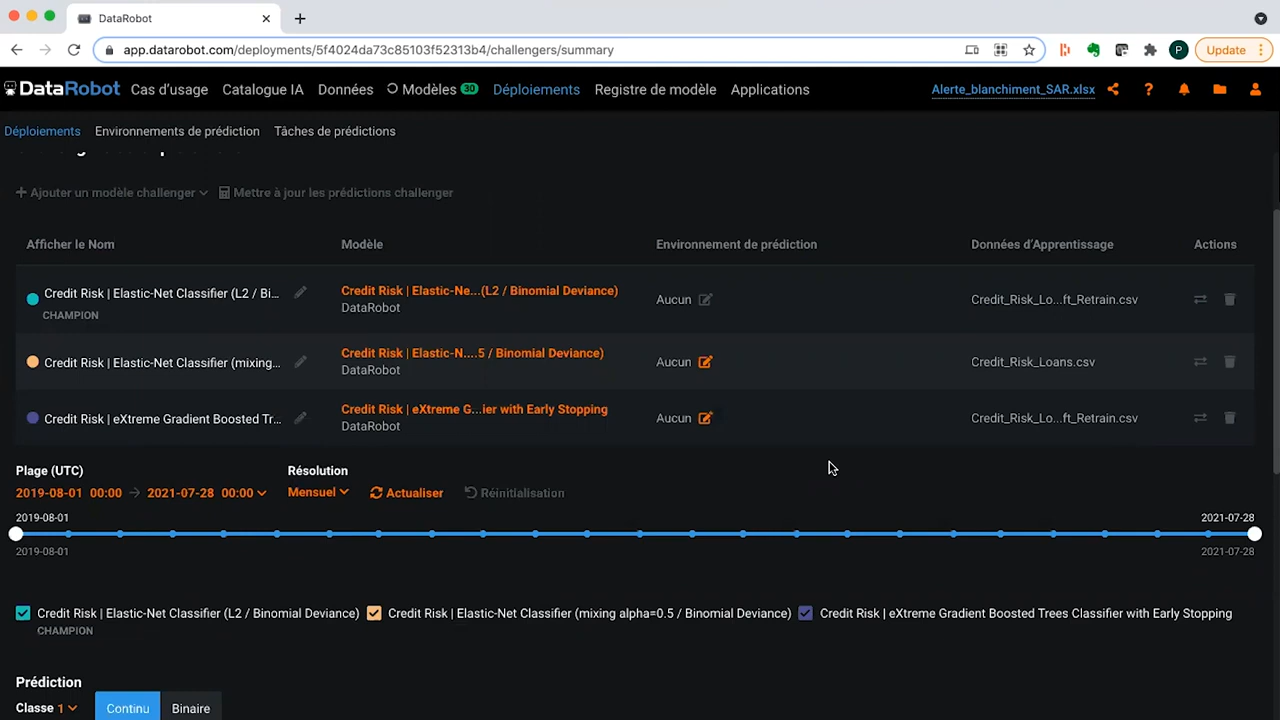 DataRobot
app.datarobot.com/deployments/5f4024da73c85103f52313b4/challengers/summary
P
Update
DataRobot
Cas d'usage
Catalogue IA
Données
Modèles 30
Déploiements
Registre de modèle
Applications
Alerte_blanchiment_SAR.xlsx
?
Déploiements
Environnements de prédiction
Tâches de prédictions
+ Ajouter un modèle challenger
Mettre à jour les prédictions challenger
Afficher le Nom
Modèle
Environnement de prédiction
Données d'Apprentissage
Actions
Credit Risk | Elastic-Net Classifier (L2 / Bi...
CHAMPION
Credit Risk | Elastic-Ne...(L2 / Binomial Deviance)
DataRobot
Aucun
Credit_Risk_Lo...ft_Retrain.csv
Credit Risk | Elastic-Net Classifier (mixing...
Credit Risk | Elastic-N....5 / Binomial Deviance)
DataRobot
Aucun
Credit_Risk_Loans.csv
Credit Risk | eXtreme Gradient Boosted Tr...
Credit Risk | eXtreme G...ier with Early Stopping
DataRobot
Aucun
Credit_Risk_Lo...ft_Retrain.csv
Plage (UTC)
2019-08-01 00:00 → 2021-07-28 00:00
Résolution
Mensuel
Actualiser
Réinitialisation
2019-08-01
2021-07-28
2019-08-01
2021-07-28
Credit Risk | Elastic-Net Classifier (L2 / Binomial Deviance)
CHAMPION
Credit Risk | Elastic-Net Classifier (mixing alpha=0.5 / Binomial Deviance)
Credit Risk | eXtreme Gradient Boosted Trees Classifier with Early Stopping
Prédiction
Classe 1
Continu
Binaire